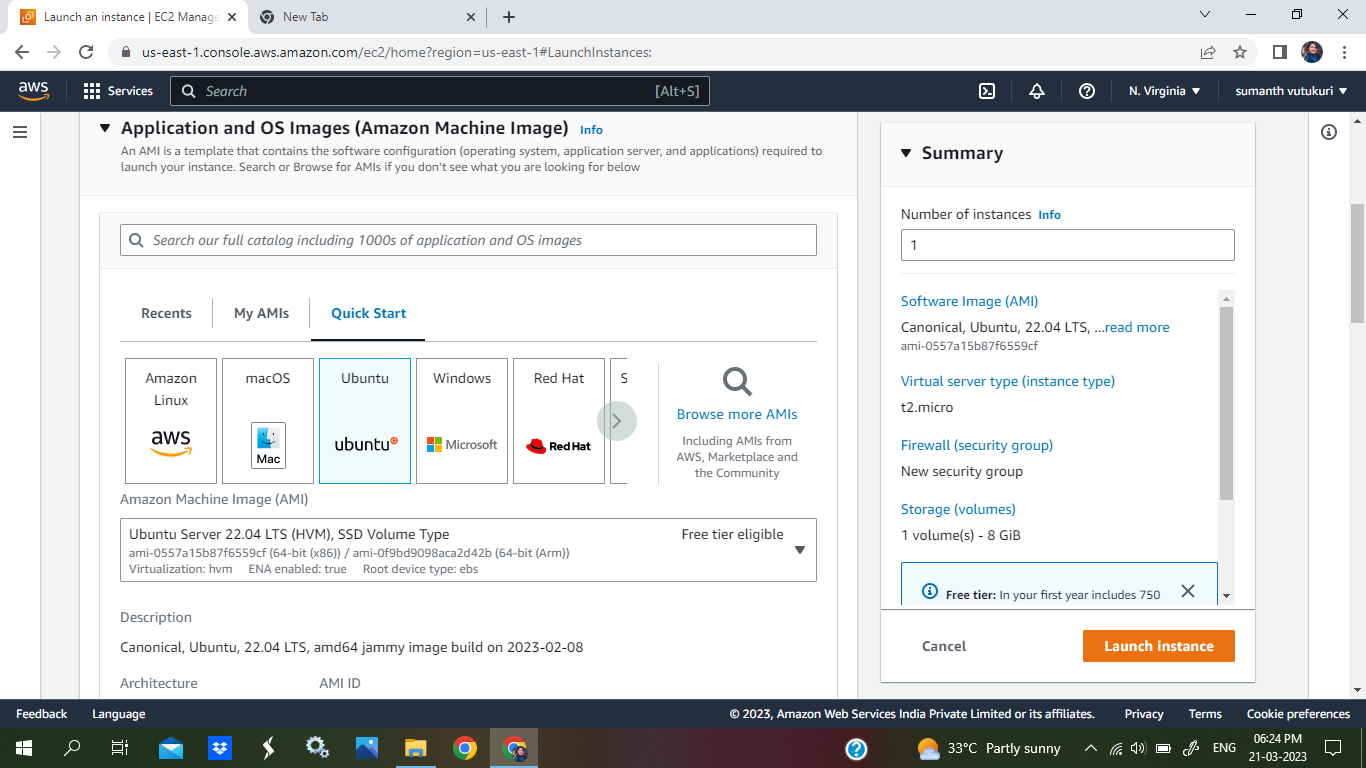 Launch an instance | EC2 Manage
New Tab
us-east-1.console.aws.amazon.com/ec2/home?region=us-east-1#LaunchInstances:
aws
Services
Search
[Alt+S]
N. Virginia
sumanth vutukuri
Application and OS Images (Amazon Machine Image) Info
An AMI is a template that contains the software configuration (operating system, application server, and applications) required to
launch your instance. Search or Browse for AMIs if you don't see what you are looking for below
Search our full catalog including 1000s of application and OS images
Recents
My AMIs
Quick Start
Amazon
Linux
aws
macOS
Mac
Ubuntu
ubuntu
Windows
Microsoft
Red Hat
Red Hat
S
Browse more AMIs
Including AMIs from
AWS, Marketplace and
the Community
Amazon Machine Image (AMI)
Ubuntu Server 22.04 LTS (HVM), SSD Volume Type
Free tier eligible
ami-0557a15b87f6559cf (64-bit (x86)) / ami-0f9bd9098aca2d42b (64-bit (Arm))
Virtualization: hvm ENA enabled: true Root device type: ebs
Description
Canonical, Ubuntu, 22.04 LTS, amd64 jammy image build on 2023-02-08
Architecture
AMI ID
Summary
Number of instances Info
1
Software Image (AMI)
Canonical, Ubuntu, 22.04 LTS, ...read more
ami-0557a15b87f6559cf
Virtual server type (instance type)
t2.micro
Firewall (security group)
New security group
Storage (volumes)
1 volume(s) - 8 GiB
Free tier: In your first year includes 750
Cancel
Launch instance
Feedback
Language
© 2023, Amazon Web Services India Private Limited or its affiliates.
Privacy
Terms
Cookie preferences
33°C Partly sunny
ENG
06:24 PM
21-03-2023